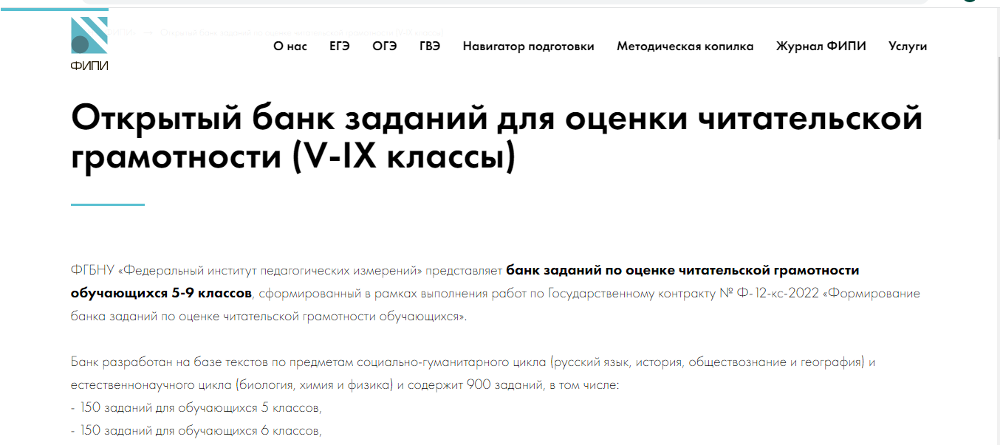 ФИПИ → Открытый банк заданий по оценке читательской грамотности (V-IX классы)
О нас ЕГЭ ОГЭ ГВЭ Навигатор подготовки Методическая копилка Журнал ФИПИ Услуги
ФИПИ
Открытый банк заданий для оценки читательской
грамотности (V-IX классы)
ФГБНУ «Федеральный институт педагогических измерений» представляет банк заданий по оценке читательской грамотности
обучающихся 5-9 классов, сформированный в рамках выполнения работ по Государственному контракту № Ф-12-кс-2022 «Формирование
банка заданий по оценке читательской грамотности обучающихся».
Банк разработан на базе текстов по предметам социально-гуманитарного цикла (русский язык, история, обществознание и география) и
естественнонаучного цикла (биология, химия и физика) и содержит 900 заданий, в том числе:
- 150 заданий для обучающихся 5 классов,
- 150 заданий для обучающихся 6 классов,